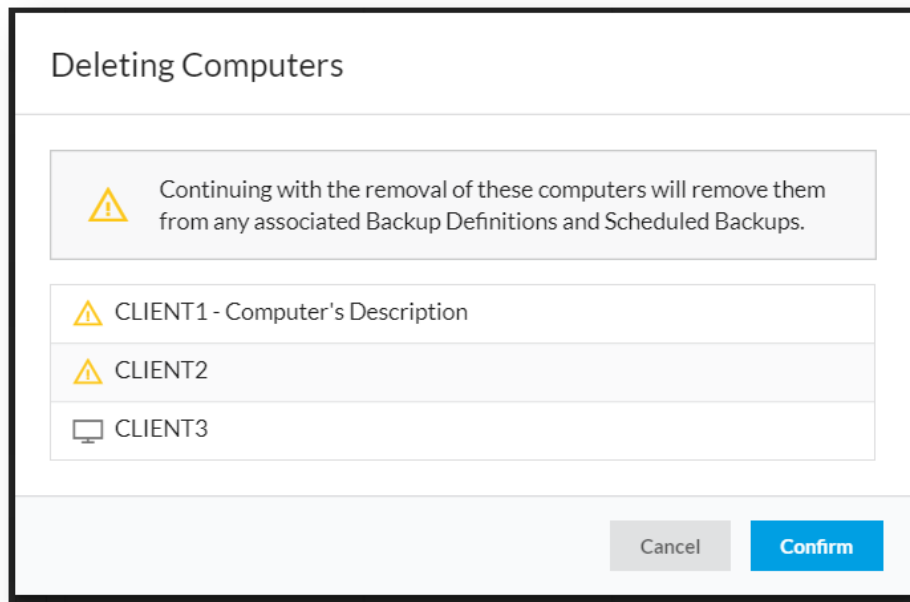 Deleting Computers
Continuing with the removal of these computers will remove them
from any associated Backup Definitions and Scheduled Backups.
CLIENT1 - Computer's Description
CLIENT2
CLIENT3
Cancel
Confirm